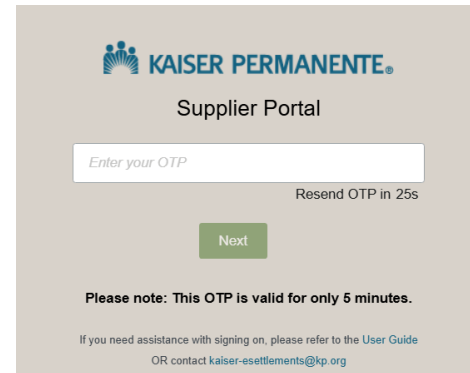 KAISER PERMANENTE®
Supplier Portal
Enter your OTP
Resend OTP in 25s
Next
Please note: This OTP is valid for only 5 minutes.
If you need assistance with signing on, please refer to the User Guide
OR contact kaiser-esettlements@kp.org